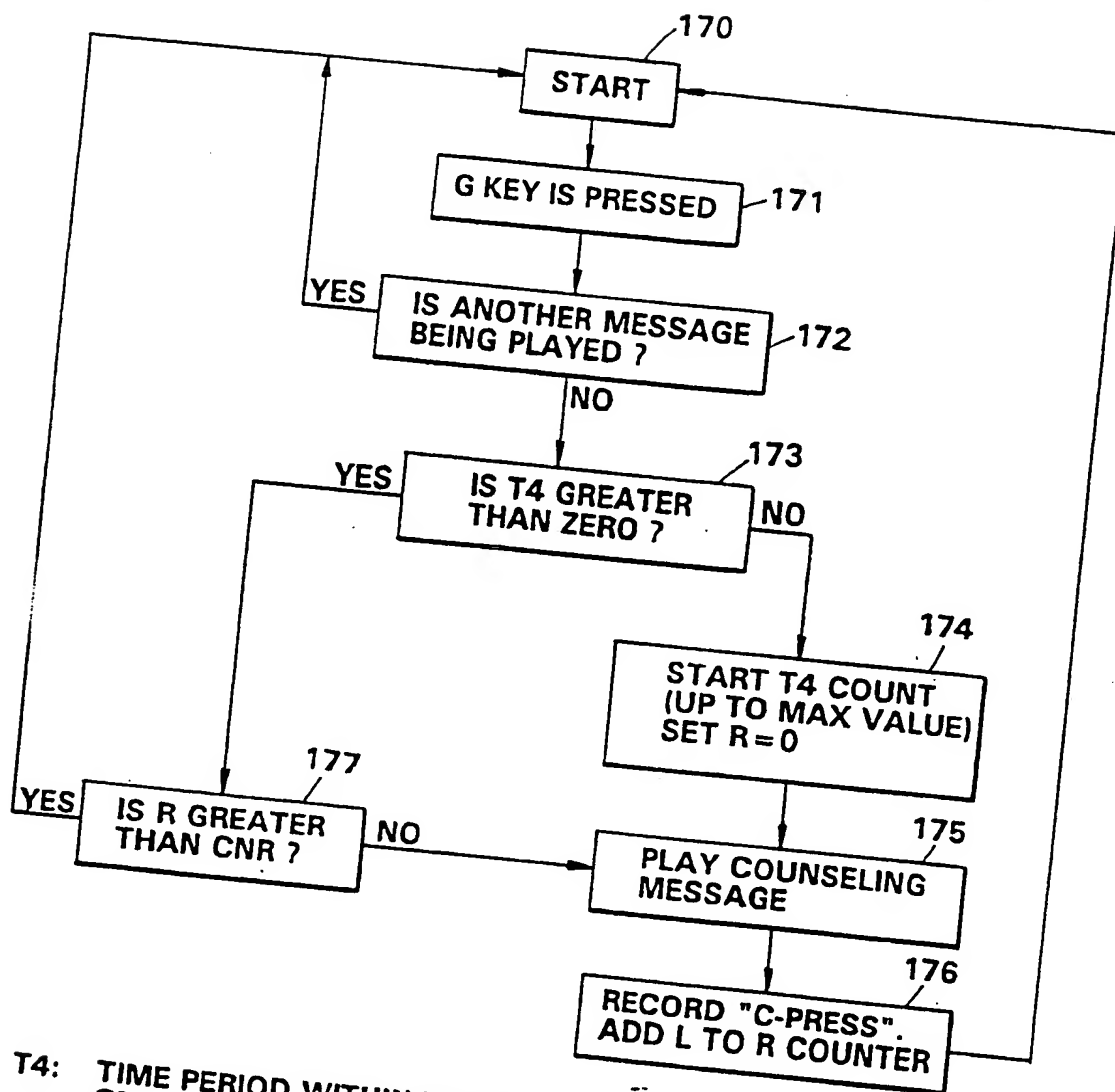 170
START
G KEY IS PRESSED
171
YES
IS ANOTHER MESSAGE
BEING PLAYED ?
172
NO
173
YES
IS T4 GREATER
THAN ZERO ?
NO
174
START T4 COUNT
(UP TO MAX VALUE)
SET R=0
177
YES
IS R GREATER
THAN CNR ?
NO
175
PLAY COUNSELING
MESSAGE
176
RECORD "C-PRESS".
ADD L TO R COUNTER
T4: TIME PERIOD